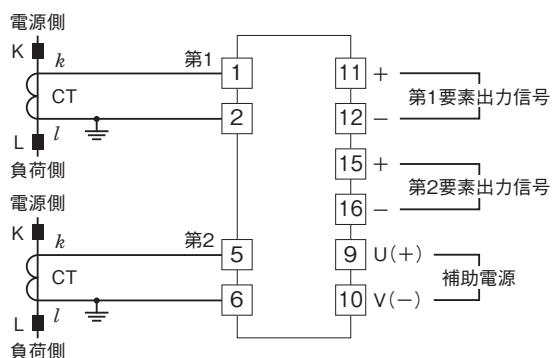 電源側
K
k
第1
1
11
+
第1要素出力信号
CT
2
12
−
L
l
負荷側
15
+
第2要素出力信号
電源側
16
−
K
k
第2
5
9
U(+)
補助電源
CT
6
10
V(−)
L
l
負荷側